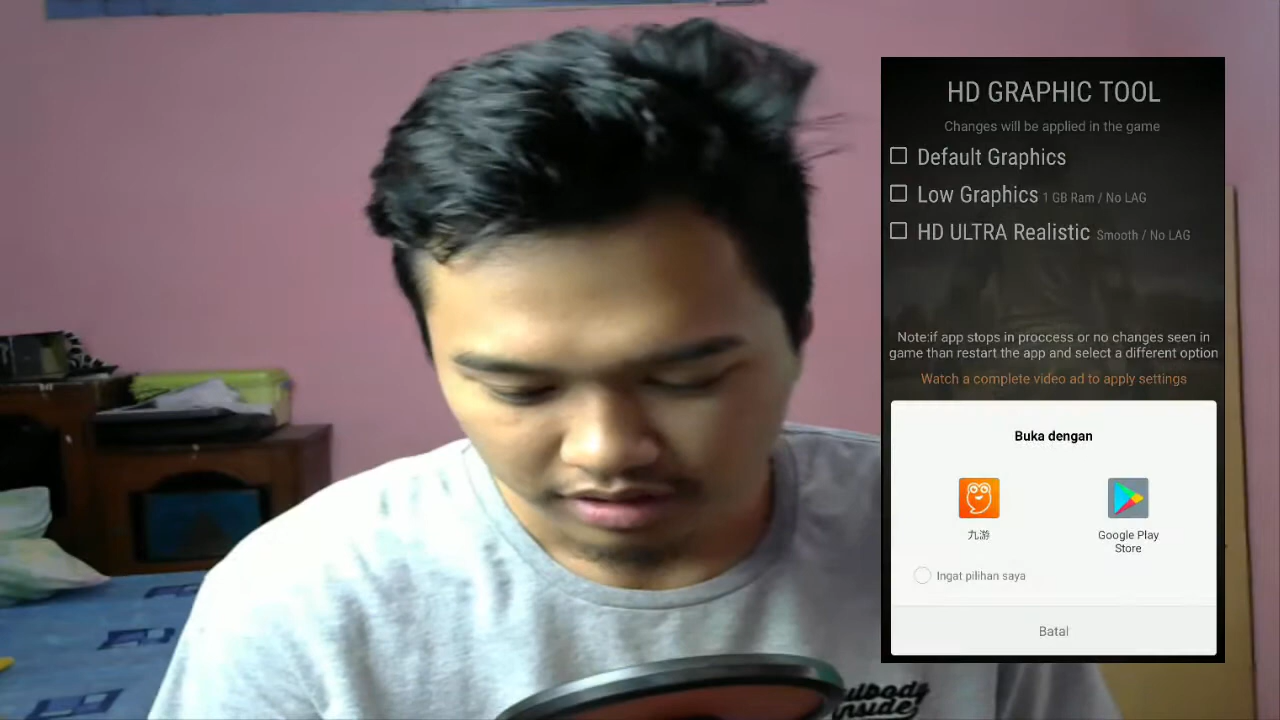 HD GRAPHIC TOOL
Changes will be applied in the game
Default Graphics
Low Graphics 1 GB Ram / No LAG
HD ULTRA Realistic Smooth / No LAG
Note:if app stops in proccess or no changes seen in
game than restart the app and select a different option
Watch a complete video ad to apply settings
Buka dengan
九游
Google Play
Store
Ingat pilihan saya
Batal
inside